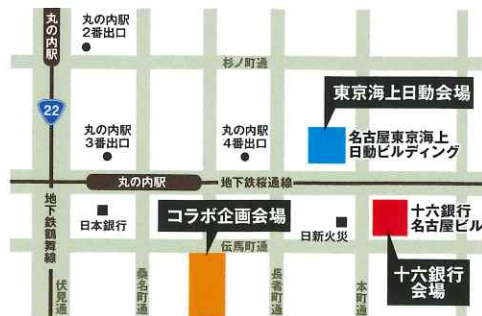 丸の内駅
丸の内駅
2番出口
杉ノ町通
東京海上日動会場
22
丸の内駅
3番出口
丸の内駅
4番出口
名古屋東京海上
日動ビルディング
丸の内駅
地下鉄桜通線
地下鉄鶴舞線
日本銀行
コラボ企画会場
日新火災
十六銀行
名古屋ビル
伝馬町通
十六銀行
会場
伏見通
桑名町通
長者町通
本町通